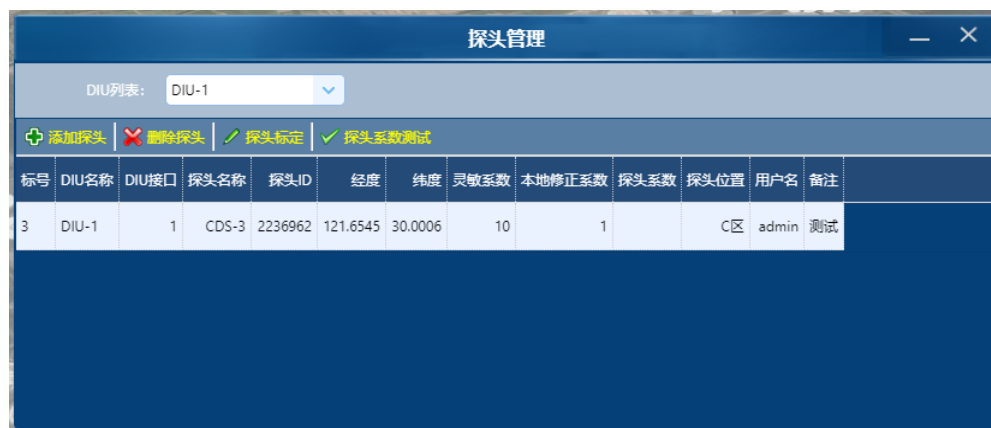 探头管理
DIU列表： DIU-1
添加探头 删除探头 探头标定 探头系数测试
标号 DIU名称 DIU接口 探头名称 探头ID 经度 纬度 灵敏系数 本地修正系数 探头系数 探头位置 用户名 备注
3 DIU-1 1 CDS-3 2236962 121.6545 30.0006 10 1 C区 admin 测试